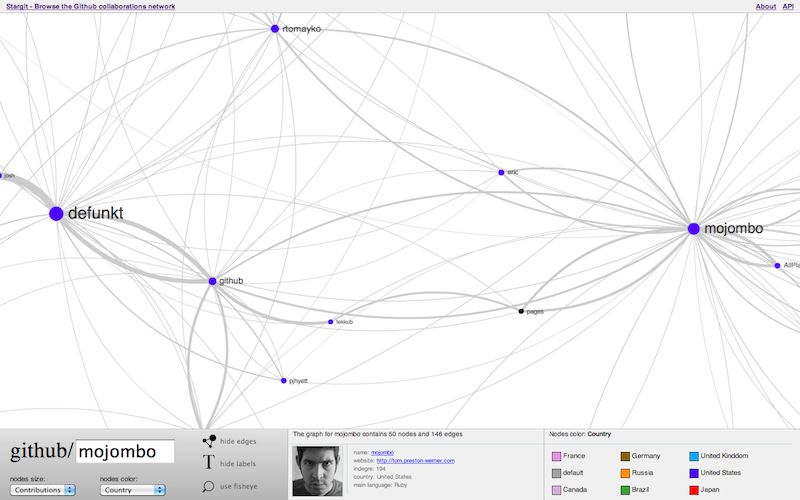 Stargit - Browse the Github collaborations network
About API
rtomayko
josh
eric
defunkt
mojombo
AllPla
github
pages
tekkub
pjhyett
github/mojombo
nodes size:
Contributions
nodes color:
Country
hide edges
hide labels
use fisheye
The graph for mojombo contains 50 nodes and 146 edges
name: mojombo
website: http://tom.preston-werner.com
indegre: 194
country: United States
main language: Ruby
Nodes color: Country
France Germany United Kingdom
default Russia United States
Canada Brazil Japan